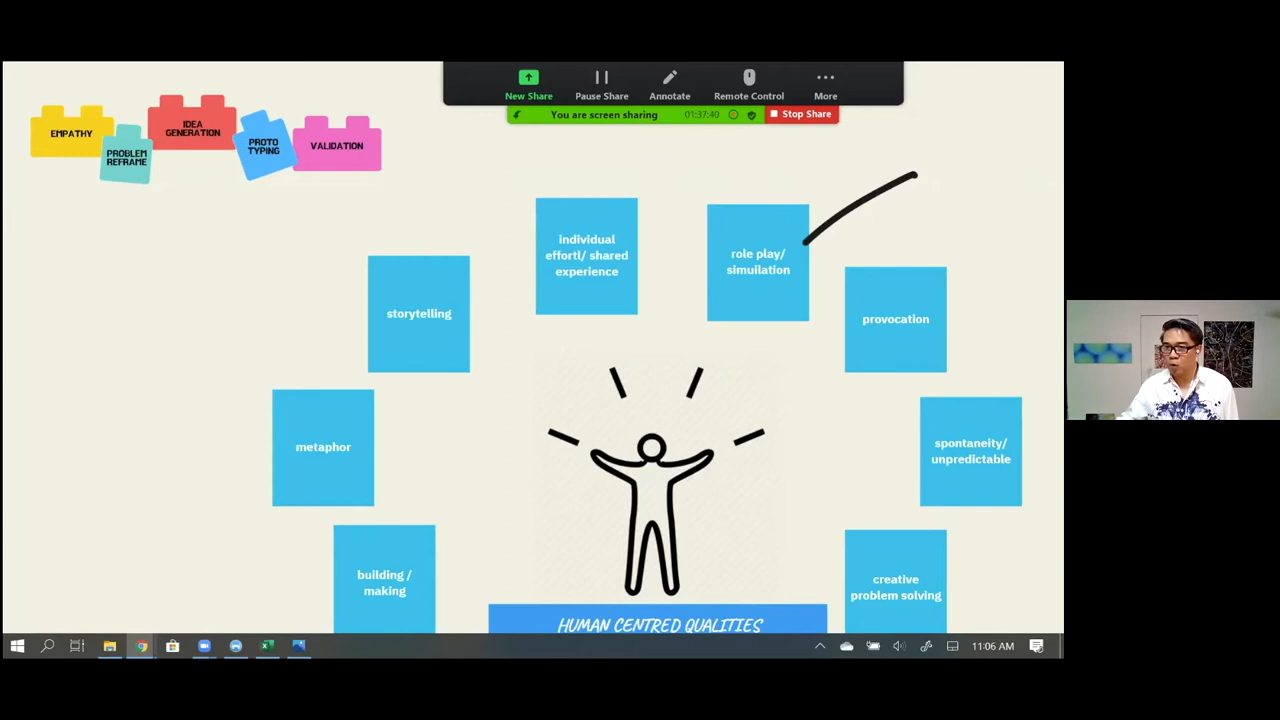 New Share
Pause Share
Annotate
Remote Control
More
You are screen sharing
01:37:40
Stop Share
EMPATHY
PROBLEM
REFRAME
IDEA
GENERATION
PROTO
TYPING
VALIDATION
individual
effortl/ shared
experience
role play/
simuilation
storytelling
provocation
metaphor
spontaneity/
unpredictable
building /
making
creative
problem solving
HUMAN CENTRED QUALITIES
11:06 AM